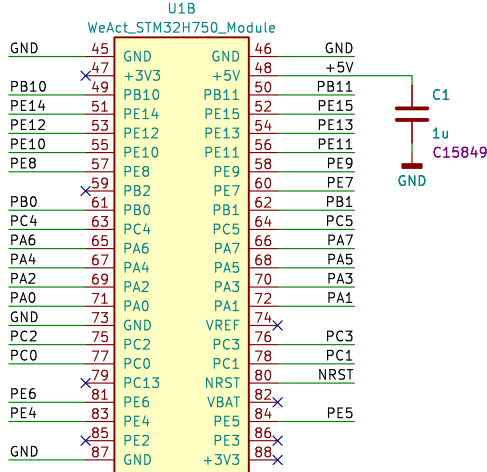 U1B
WeAct_STM32H750_Module
GND 45 GND GND 46 GND
47 +3V3 +5V 48 +5V
PB10 49 PB10 PB11 50 PB11
PE14 51 PE14 PE15 52 PE15
PE12 53 PE12 PE13 54 PE13
PE10 55 PE10 PE11 56 PE11
PE8 57 PE8 PE9 58 PE9
59 PB2 PE7 60 PE7
PB0 61 PB0 PB1 62 PB1
PC4 63 PC4 PC5 64 PC5
PA6 65 PA6 PA7 66 PA7
PA4 67 PA4 PA5 68 PA5
PA2 69 PA2 PA3 70 PA3
PA0 71 PA0 PA1 72 PA1
GND 73 GND VREF 74
PC2 75 PC2 PC3 76 PC3
PC0 77 PC0 PC1 78 PC1
79 PC13 NRST 80 NRST
PE6 81 PE6 VBAT 82
PE4 83 PE4 PE5 84 PE5
85 PE2 PE3 86
GND 87 GND +3V3 88
C1
1u
C15849
GND